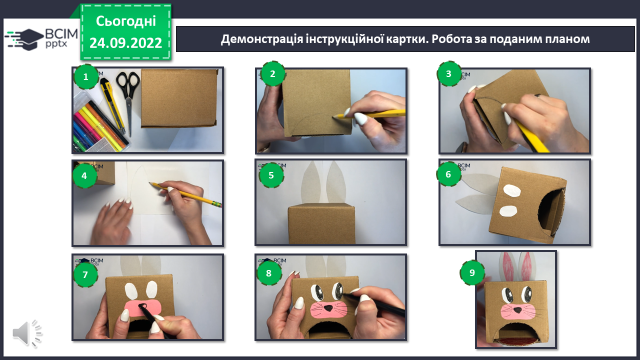 Сьогодні
24.09.2022
BCIM
pptx
Демонстрація інструкційної картки. Робота за поданим планом
1
2
3
4
5
6
7
8
9